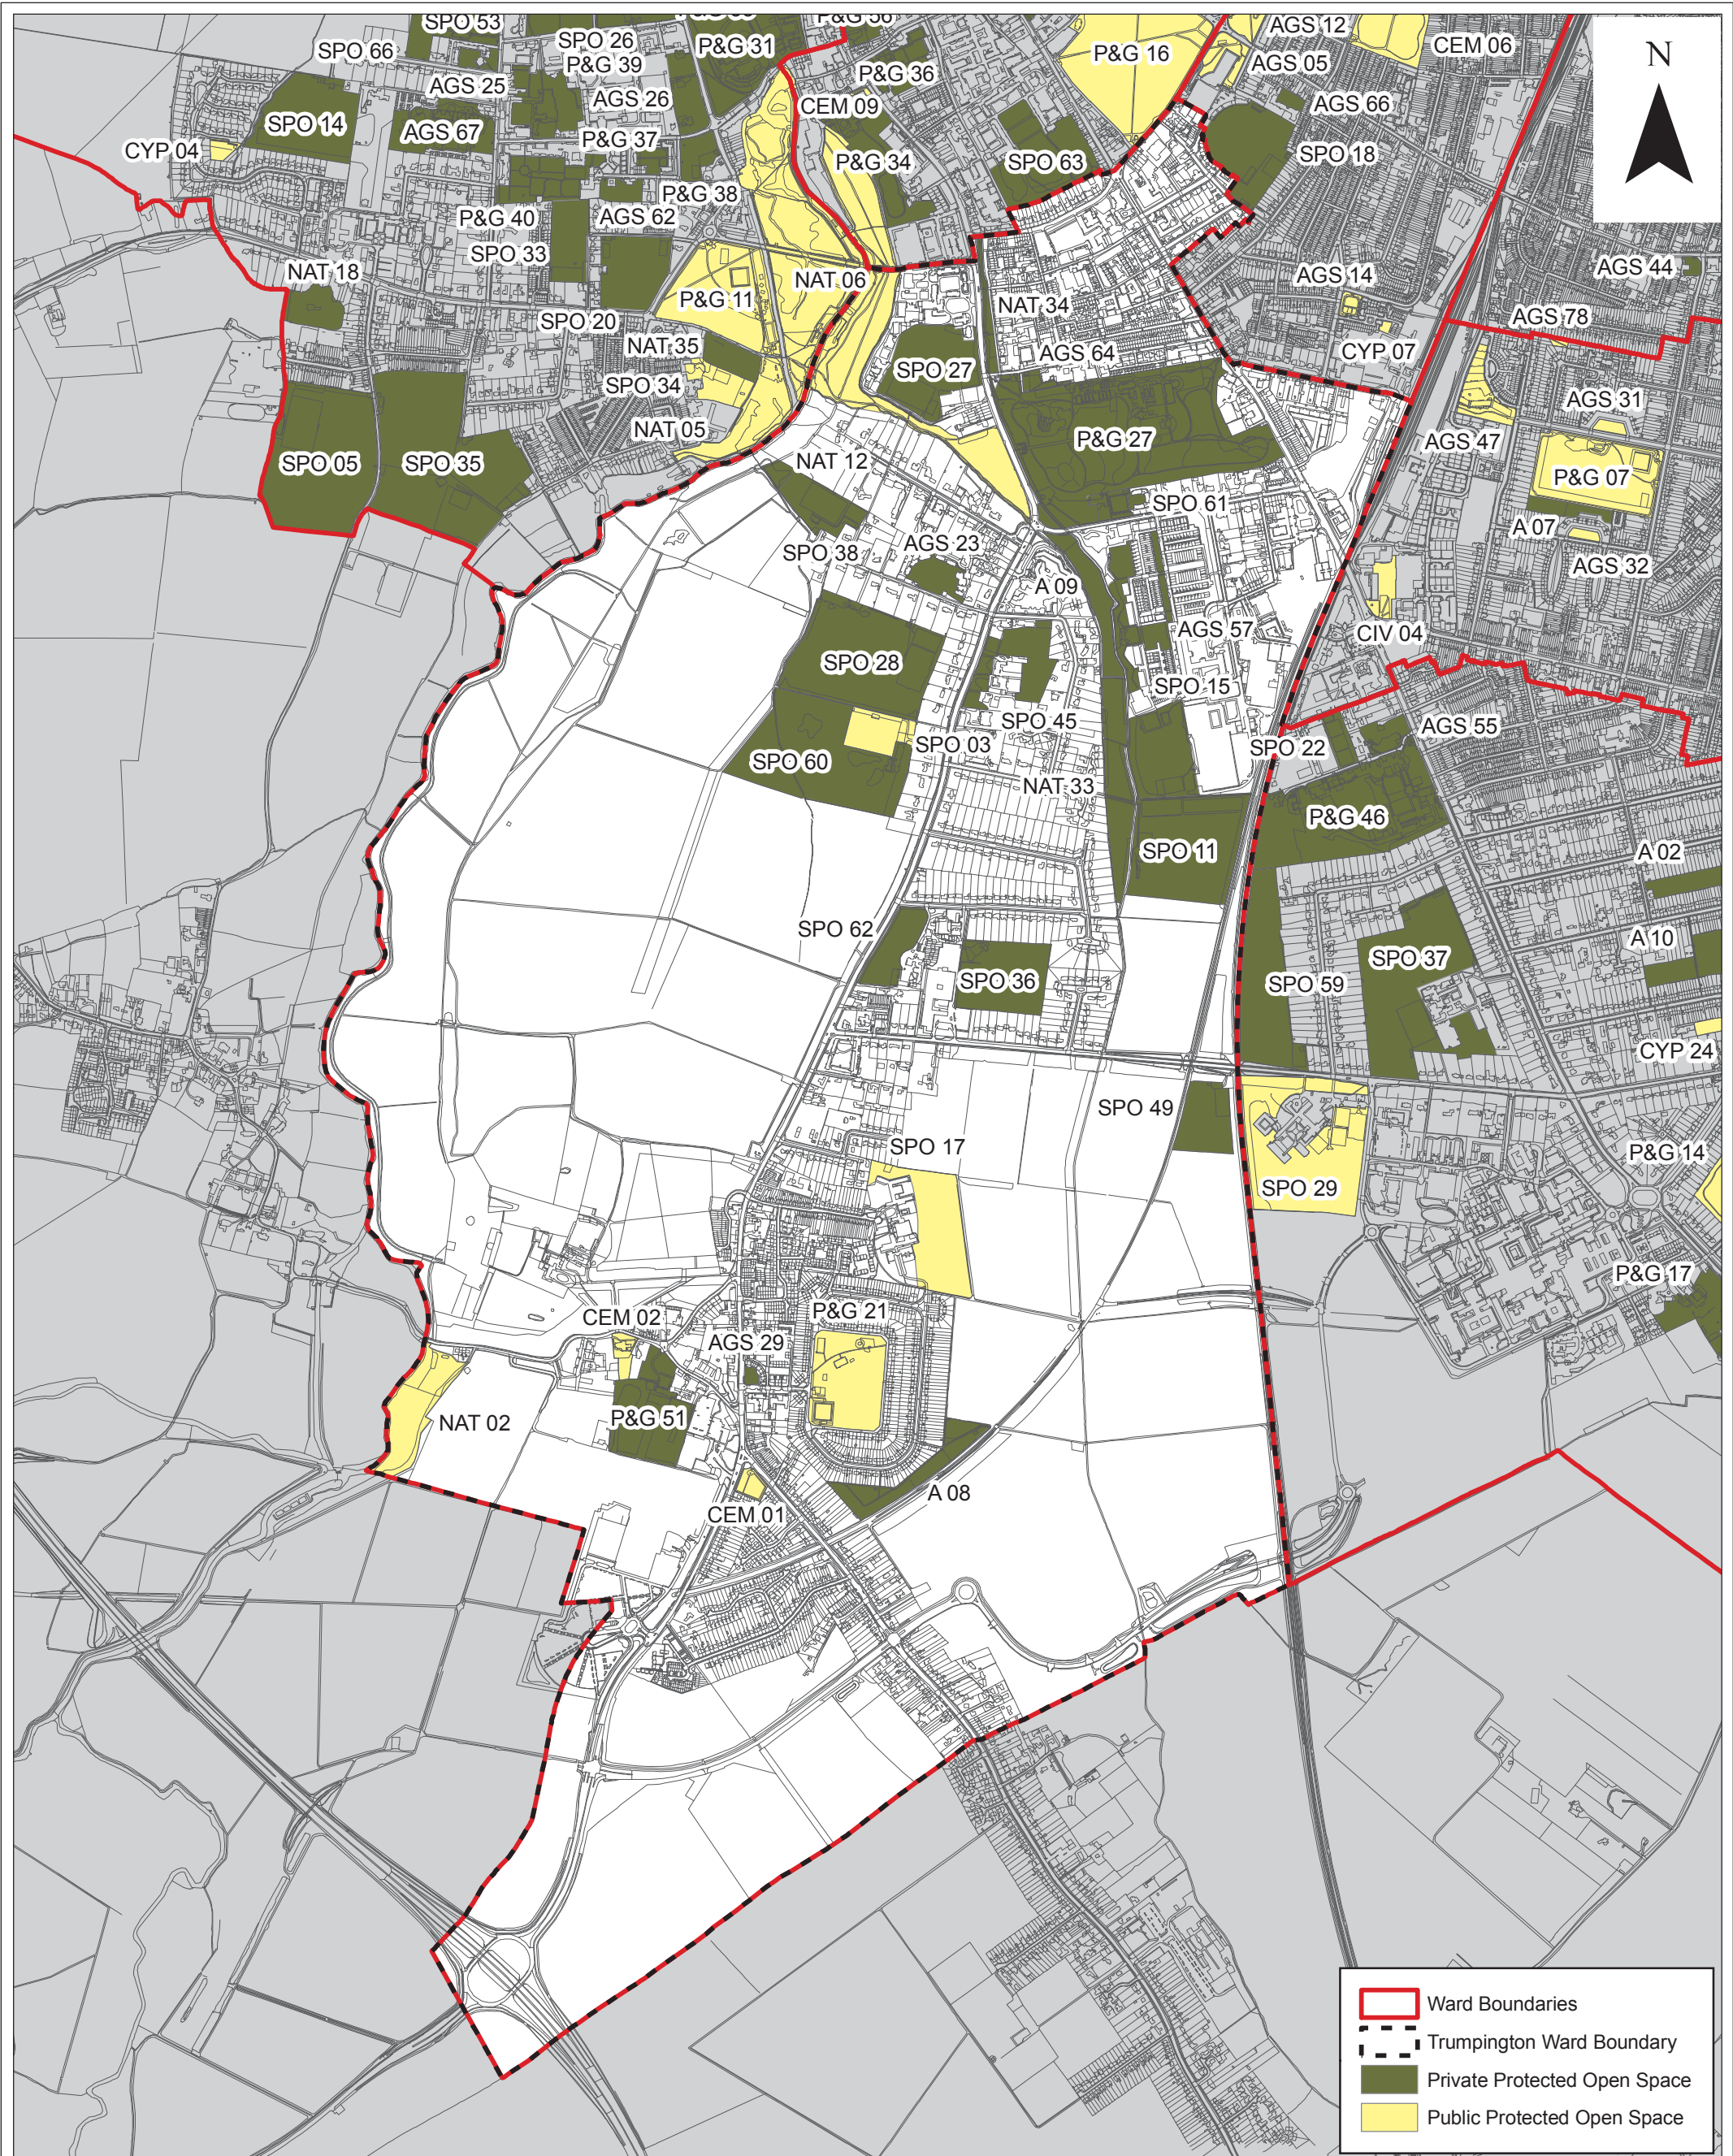 SPO 53
P&G 56
AGS 12
SPO 66
SPO 26
P&G 31
P&G 16
CEM 06
N
P&G 39
AGS 05
P&G 36
AGS 25
AGS 26
CEM 09
AGS 66
SPO 14
AGS 67
P&G 37
CYP 04
P&G 34
SPO 63
SPO 18
P&G 38
P&G 40
AGS 62
SPO 33
NAT 18
NAT 06
AGS 14
AGS 44
P&G 11
NAT 34
SPO 20
AGS 78
NAT 35
AGS 64
CYP 07
SPO 27
SPO 34
AGS 31
NAT 05
P&G 27
AGS 47
SPO 05
SPO 35
NAT 12
P&G 07
SPO 61
A 07
SPO 38
AGS 23
AGS 32
A 09
AGS 57
CIV 04
SPO 28
SPO 15
SPO 45
AGS 55
SPO 03
SPO 22
SPO 60
NAT 33
P&G 46
SPO 11
A 02
SPO 62
A 10
SPO 37
SPO 36
SPO 59
CYP 24
SPO 49
SPO 17
P&G 14
SPO 29
P&G 17
P&G 21
CEM 02
AGS 29
P&G 51
NAT 02
A 08
CEM 01
Ward Boundaries
Trumpington Ward Boundary
Private Protected Open Space
Public Protected Open Space